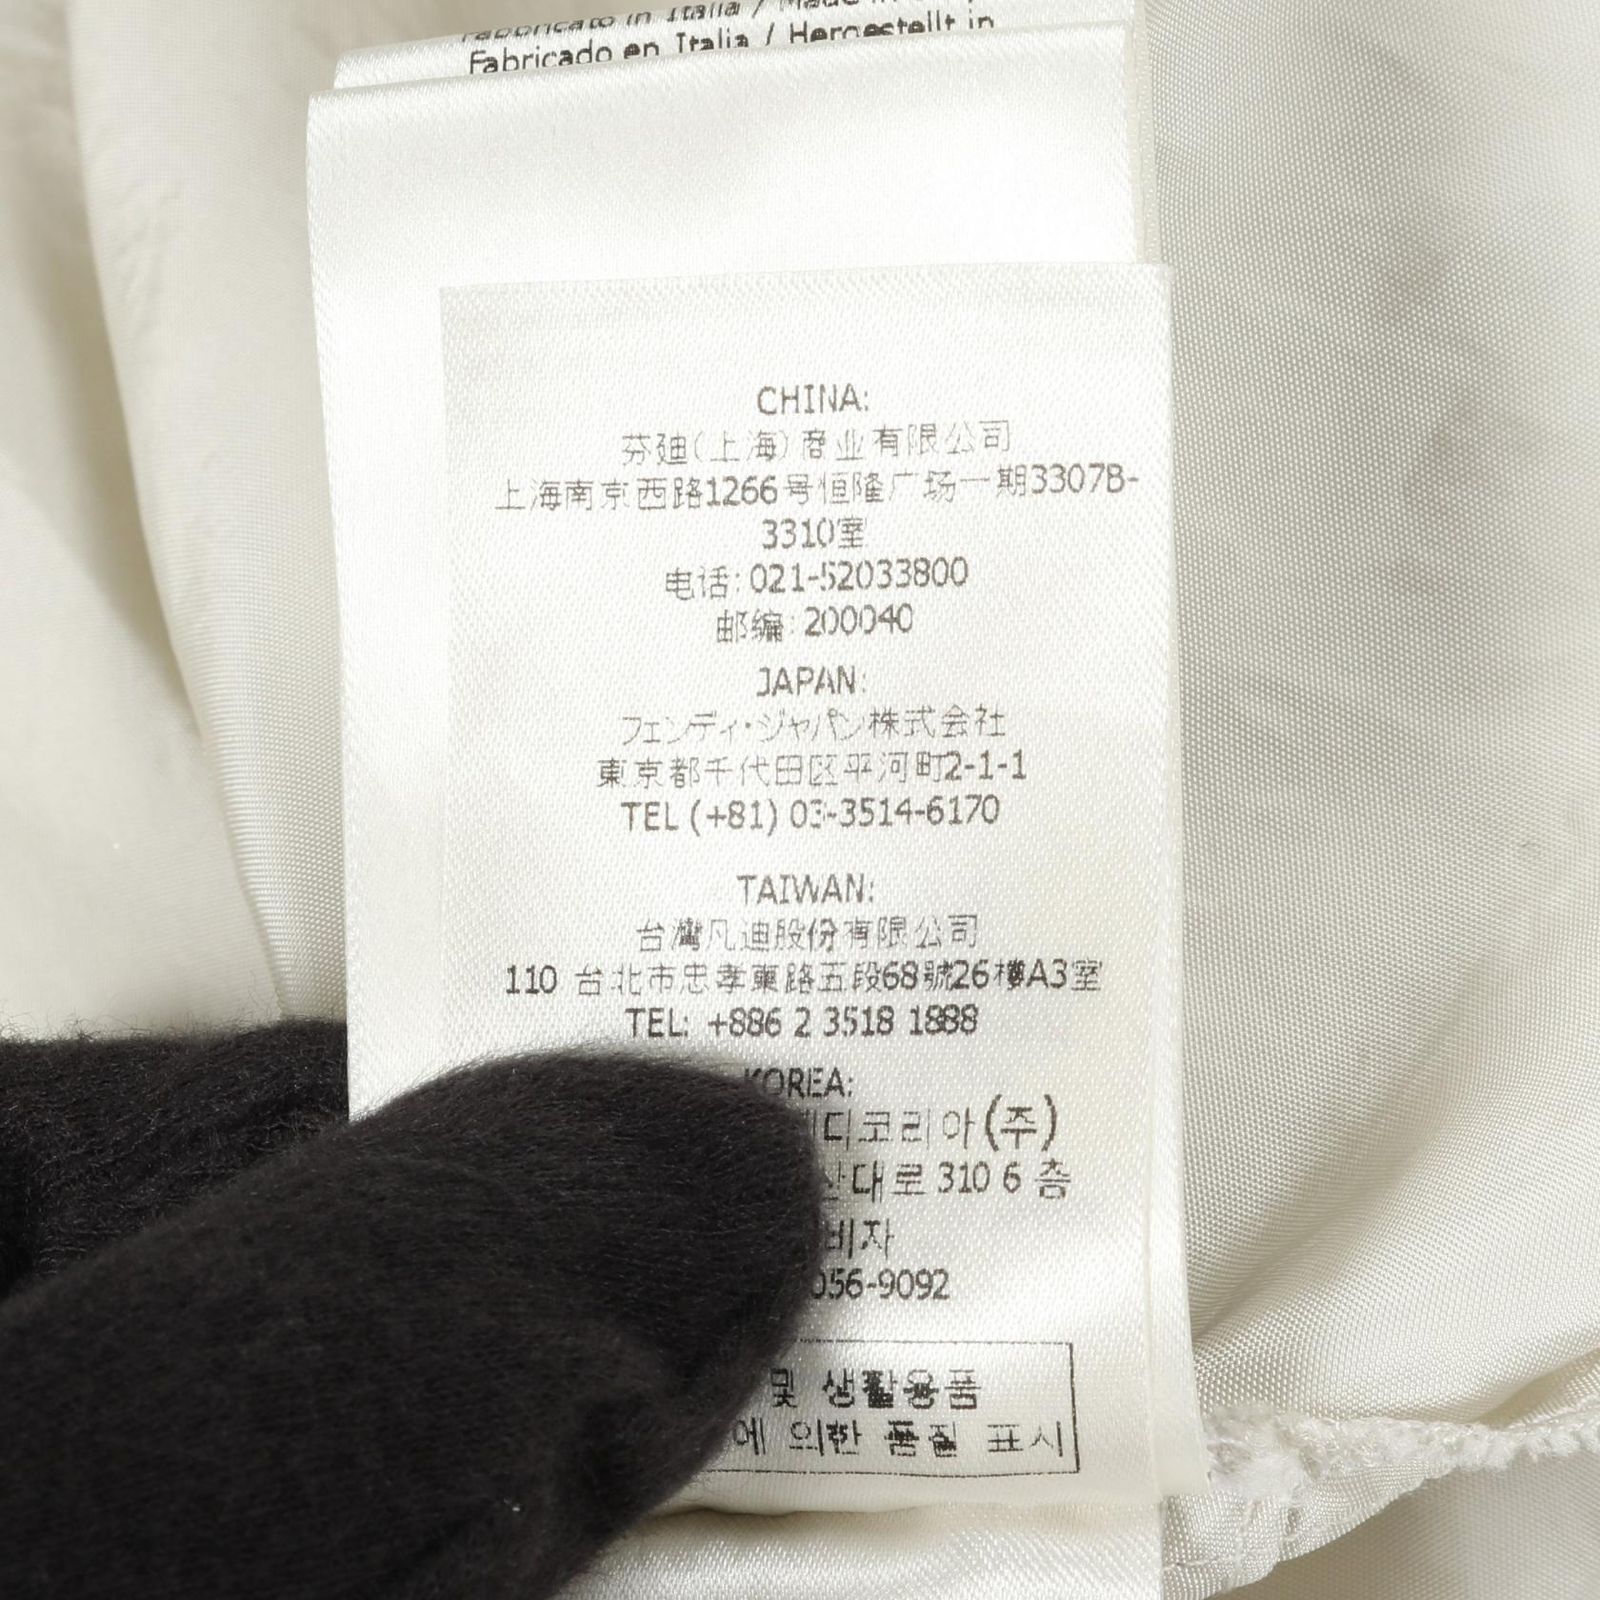 Fabricato in Italia / Made in
Fabricado en Italia / Hergestellt in
CHINA:
芬迪(上海)商业有限公司
上海南京西路1266号恒隆广场一期3307B-
3310室
电话: 021-52033800
邮编: 200040
JAPAN:
フェンディ・ジャパン株式会社
東京都千代田区平河町2-1-1
TEL (+81) 03-3514-6170
TAIWAN:
台灣凡迪股份有限公司
110 台北市忠孝東路五段68號26樓A3室
TEL: +886 2 3518 1888
KOREA:
디코리아(주)
대로 310 6 층
비자
056-9092
및 생활용품
에 의한 품질 표시